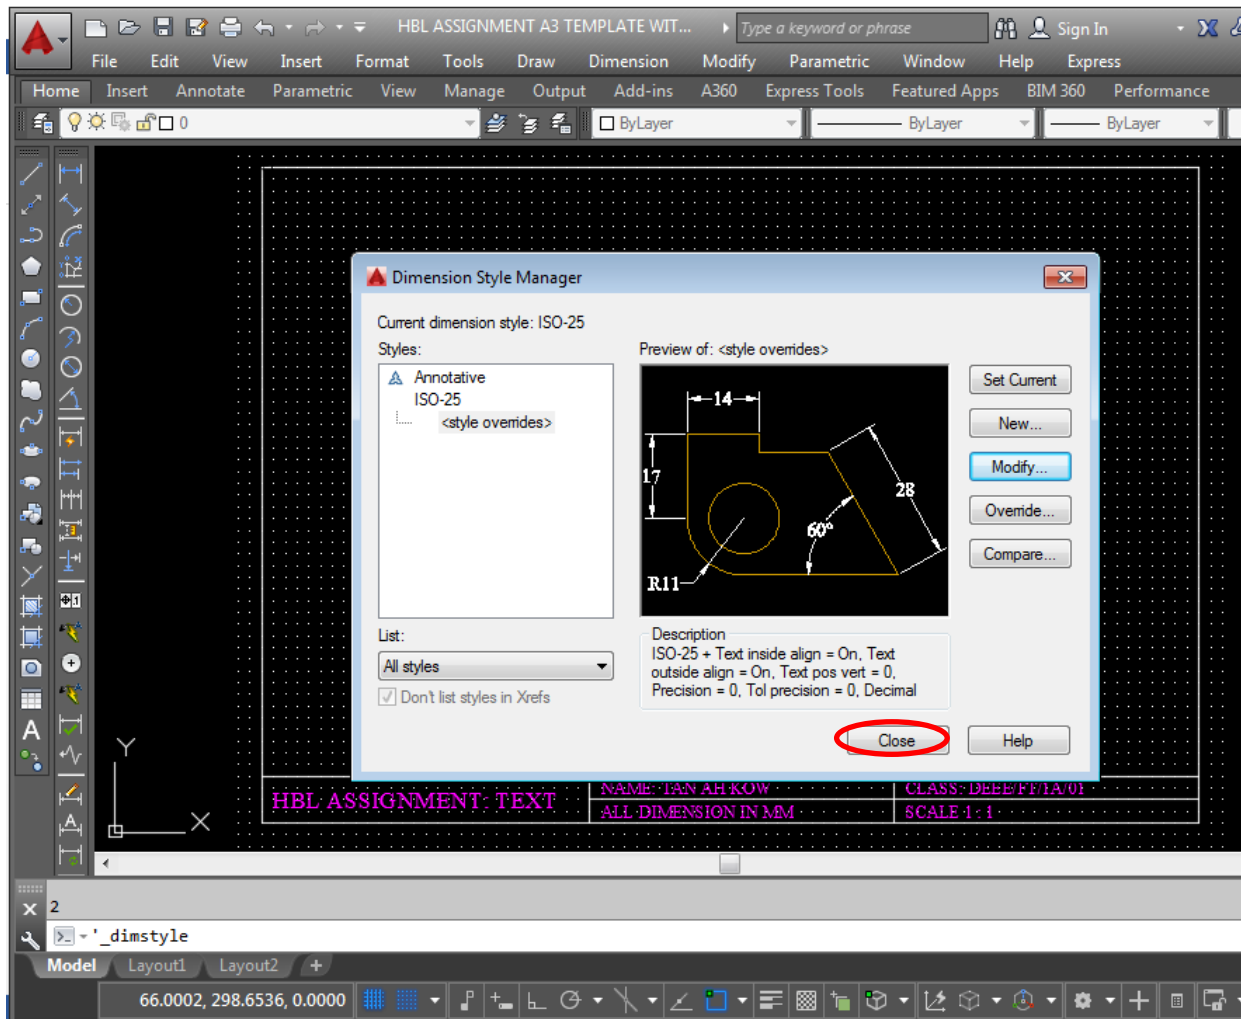 HBL ASSIGNMENT A3 TEMPLATE WIT...
Type a keyword or phrase
Sign In
File Edit View Insert Format Tools Draw Dimension Modify Parametric Window Help Express
Home Insert Annotate Parametric View Manage Output Add-ins A360 Express Tools Featured Apps BIM 360 Performance
0 ByLayer ByLayer ByLayer
Dimension Style Manager
Current dimension style: ISO-25
Styles:
Annotative
ISO-25
<style overrides>
Preview of: <style overrides>
14
17
28
60°
R11
Set Current
New...
Modify...
Override...
Compare...
List:
All styles
Don't list styles in Xrefs
Description
ISO-25 + Text inside align = On, Text
outside align = On, Text pos vert = 0,
Precision = 0, Tol precision = 0, Decimal
Close Help
HBL ASSIGNMENT: TEXT
NAME: TAN AH KOW
CLASS: DEEE/FT/1A/01
ALL DIMENSION IN MM
SCALE 1 : 1
Y
X
2
'_dimstyle
Model Layout1 Layout2 +
66.0002, 298.6536, 0.0000